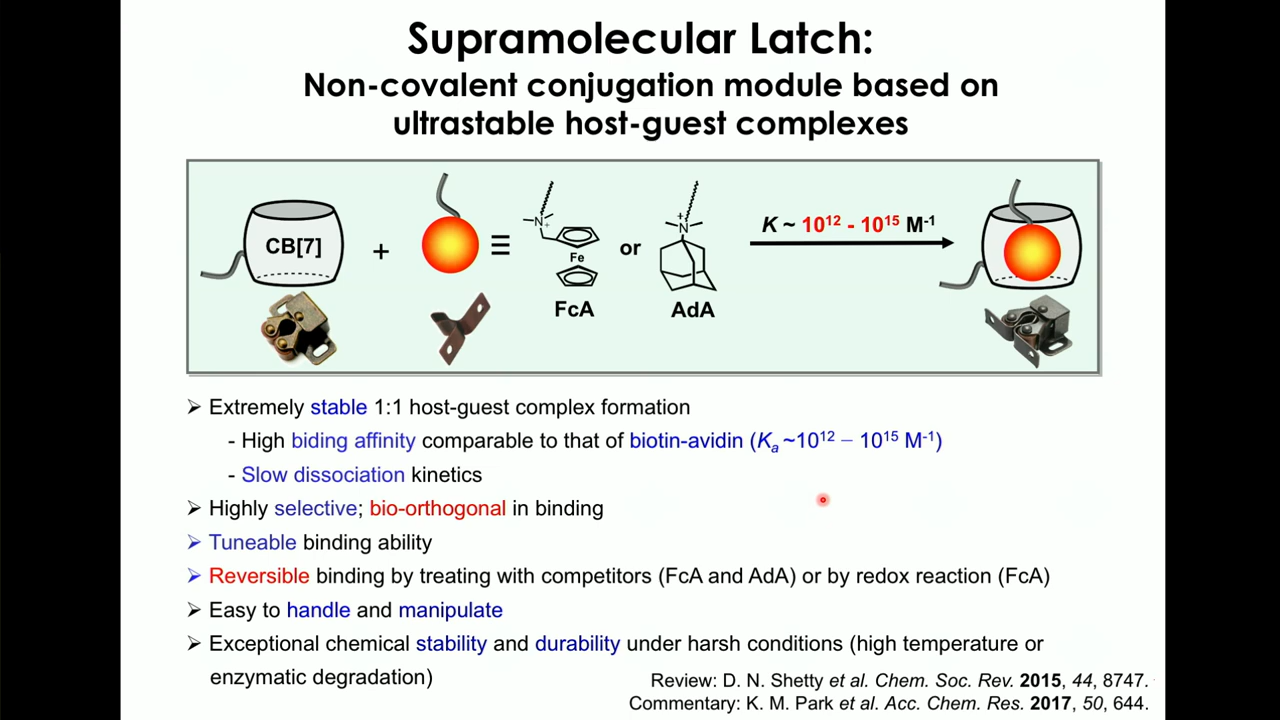 Supramolecular Latch:
Non-covalent conjugation module based on
ultrastable host-guest complexes
CB[7]
+
≡
N
+
Fe
FcA
or
+
N
AdA
K ~ 10¹² - 10¹⁵ M⁻¹
➢ Extremely stable 1:1 host-guest complex formation
- High biding affinity comparable to that of biotin-avidin (Kₐ ~10¹² – 10¹⁵ M⁻¹)
- Slow dissociation kinetics
➢ Highly selective; bio-orthogonal in binding
➢ Tuneable binding ability
➢ Reversible binding by treating with competitors (FcA and AdA) or by redox reaction (FcA)
➢ Easy to handle and manipulate
➢ Exceptional chemical stability and durability under harsh conditions (high temperature or
enzymatic degradation)
Review: D. N. Shetty et al. Chem. Soc. Rev. 2015, 44, 8747.
Commentary: K. M. Park et al. Acc. Chem. Res. 2017, 50, 644.